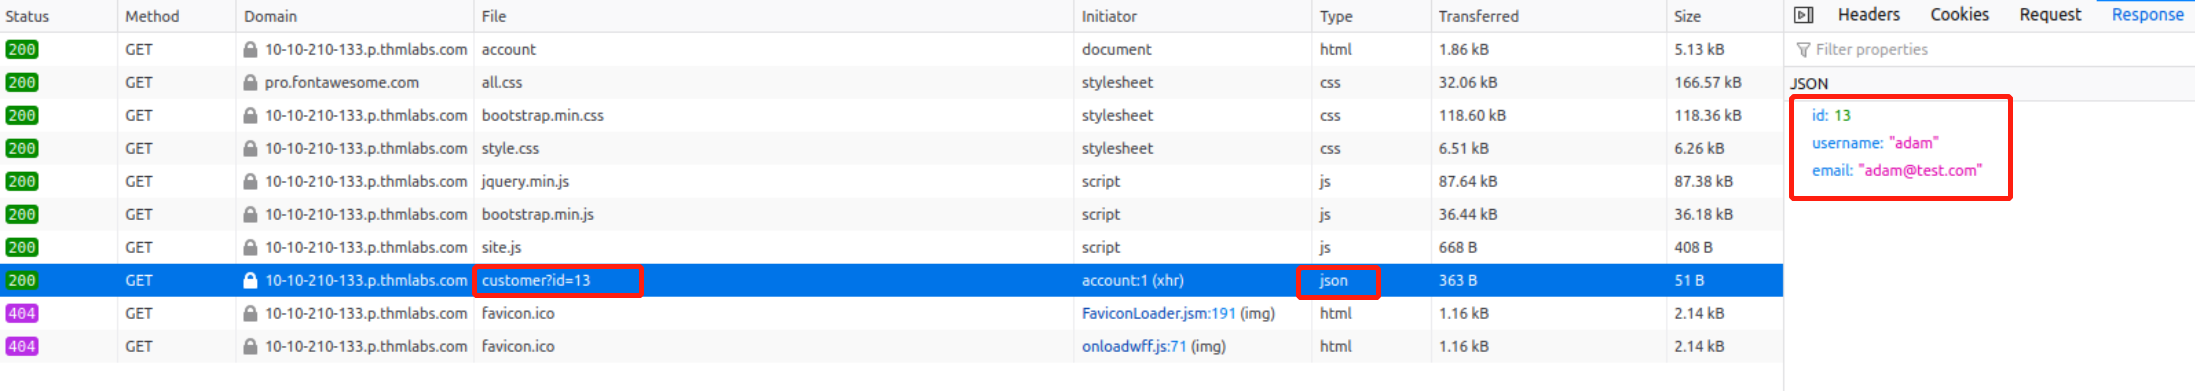 Status Method Domain File Initiator Type Transferred Size Headers Cookies Request Response
200 GET 10-10-210-133.p.thmlabs.com account document html 1.86 kB 5.13 kB Filter properties
200 GET pro.fontawesome.com all.css stylesheet css 32.06 kB 166.57 kB JSON
200 GET 10-10-210-133.p.thmlabs.com bootstrap.min.css stylesheet css 118.60 kB 118.36 kB id: 13
200 GET 10-10-210-133.p.thmlabs.com style.css stylesheet css 6.51 kB 6.26 kB username: "adam"
200 GET 10-10-210-133.p.thmlabs.com jquery.min.js script js 87.64 kB 87.38 kB email: "adam@test.com"
200 GET 10-10-210-133.p.thmlabs.com bootstrap.min.js script js 36.44 kB 36.18 kB
200 GET 10-10-210-133.p.thmlabs.com site.js script js 668 B 408 B
200 GET 10-10-210-133.p.thmlabs.com customer?id=13 account:1 (xhr) json 363 B 51 B
404 GET 10-10-210-133.p.thmlabs.com favicon.ico FaviconLoader.jsm:191 (img) html 1.16 kB 2.14 kB
404 GET 10-10-210-133.p.thmlabs.com favicon.ico onloadwff.js:71 (img) html 1.16 kB 2.14 kB